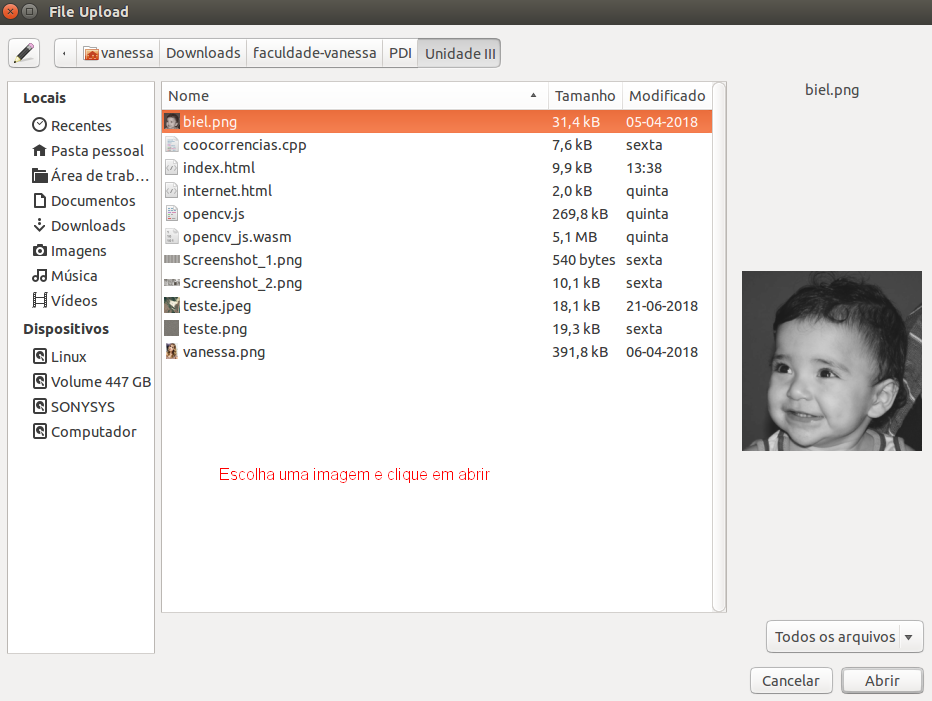 File Upload
vanessa Downloads faculdade-vanessa PDI Unidade III
Locais
Recentes
Pasta pessoal
Área de trab...
Documentos
Downloads
Imagens
Música
Vídeos
Dispositivos
Linux
Volume 447 GB
SONYSYS
Computador
Nome Tamanho Modificado
biel.png 31,4 kB 05-04-2018
coocorrencias.cpp 7,6 kB sexta
index.html 9,9 kB 13:38
internet.html 2,0 kB quinta
opencv.js 269,8 kB quinta
opencv_js.wasm 5,1 MB quinta
Screenshot_1.png 540 bytes sexta
Screenshot_2.png 10,1 kB sexta
teste.jpeg 18,1 kB 21-06-2018
teste.png 19,3 kB sexta
vanessa.png 391,8 kB 06-04-2018
Escolha uma imagem e clique em abrir
biel.png
Todos os arquivos
Cancelar Abrir